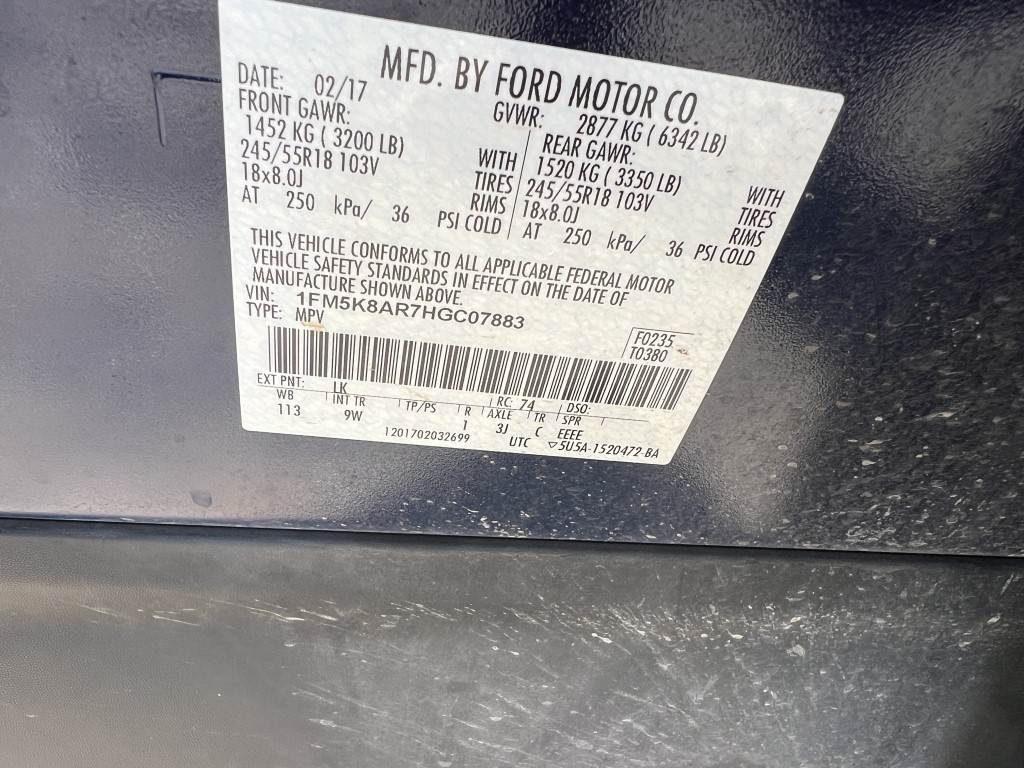 MFD. BY FORD MOTOR CO.
DATE: 02/17 GVWR: 2877 KG ( 6342 LB)
FRONT GAWR: REAR GAWR:
1452 KG ( 3200 LB) WITH 1520 KG ( 3350 LB) WITH
245/55R18 103V TIRES 245/55R18 103V TIRES
18x8.0J RIMS 18x8.0J RIMS
AT 250 kPa/ 36 PSI COLD AT 250 kPa/ 36 PSI COLD
THIS VEHICLE CONFORMS TO ALL APPLICABLE FEDERAL MOTOR
VEHICLE SAFETY STANDARDS IN EFFECT ON THE DATE OF
MANUFACTURE SHOWN ABOVE.
VIN: 1FM5K8AR7HGC07883
TYPE: MPV
F0235
T0380
EXT PNT: LK RC: 74 DSO:
WB INT TR TP/PS R AXLE TR SPR
113 9W 1 3J C EEEE
1201702032699 UTC ▽5U5A-1520472-BA